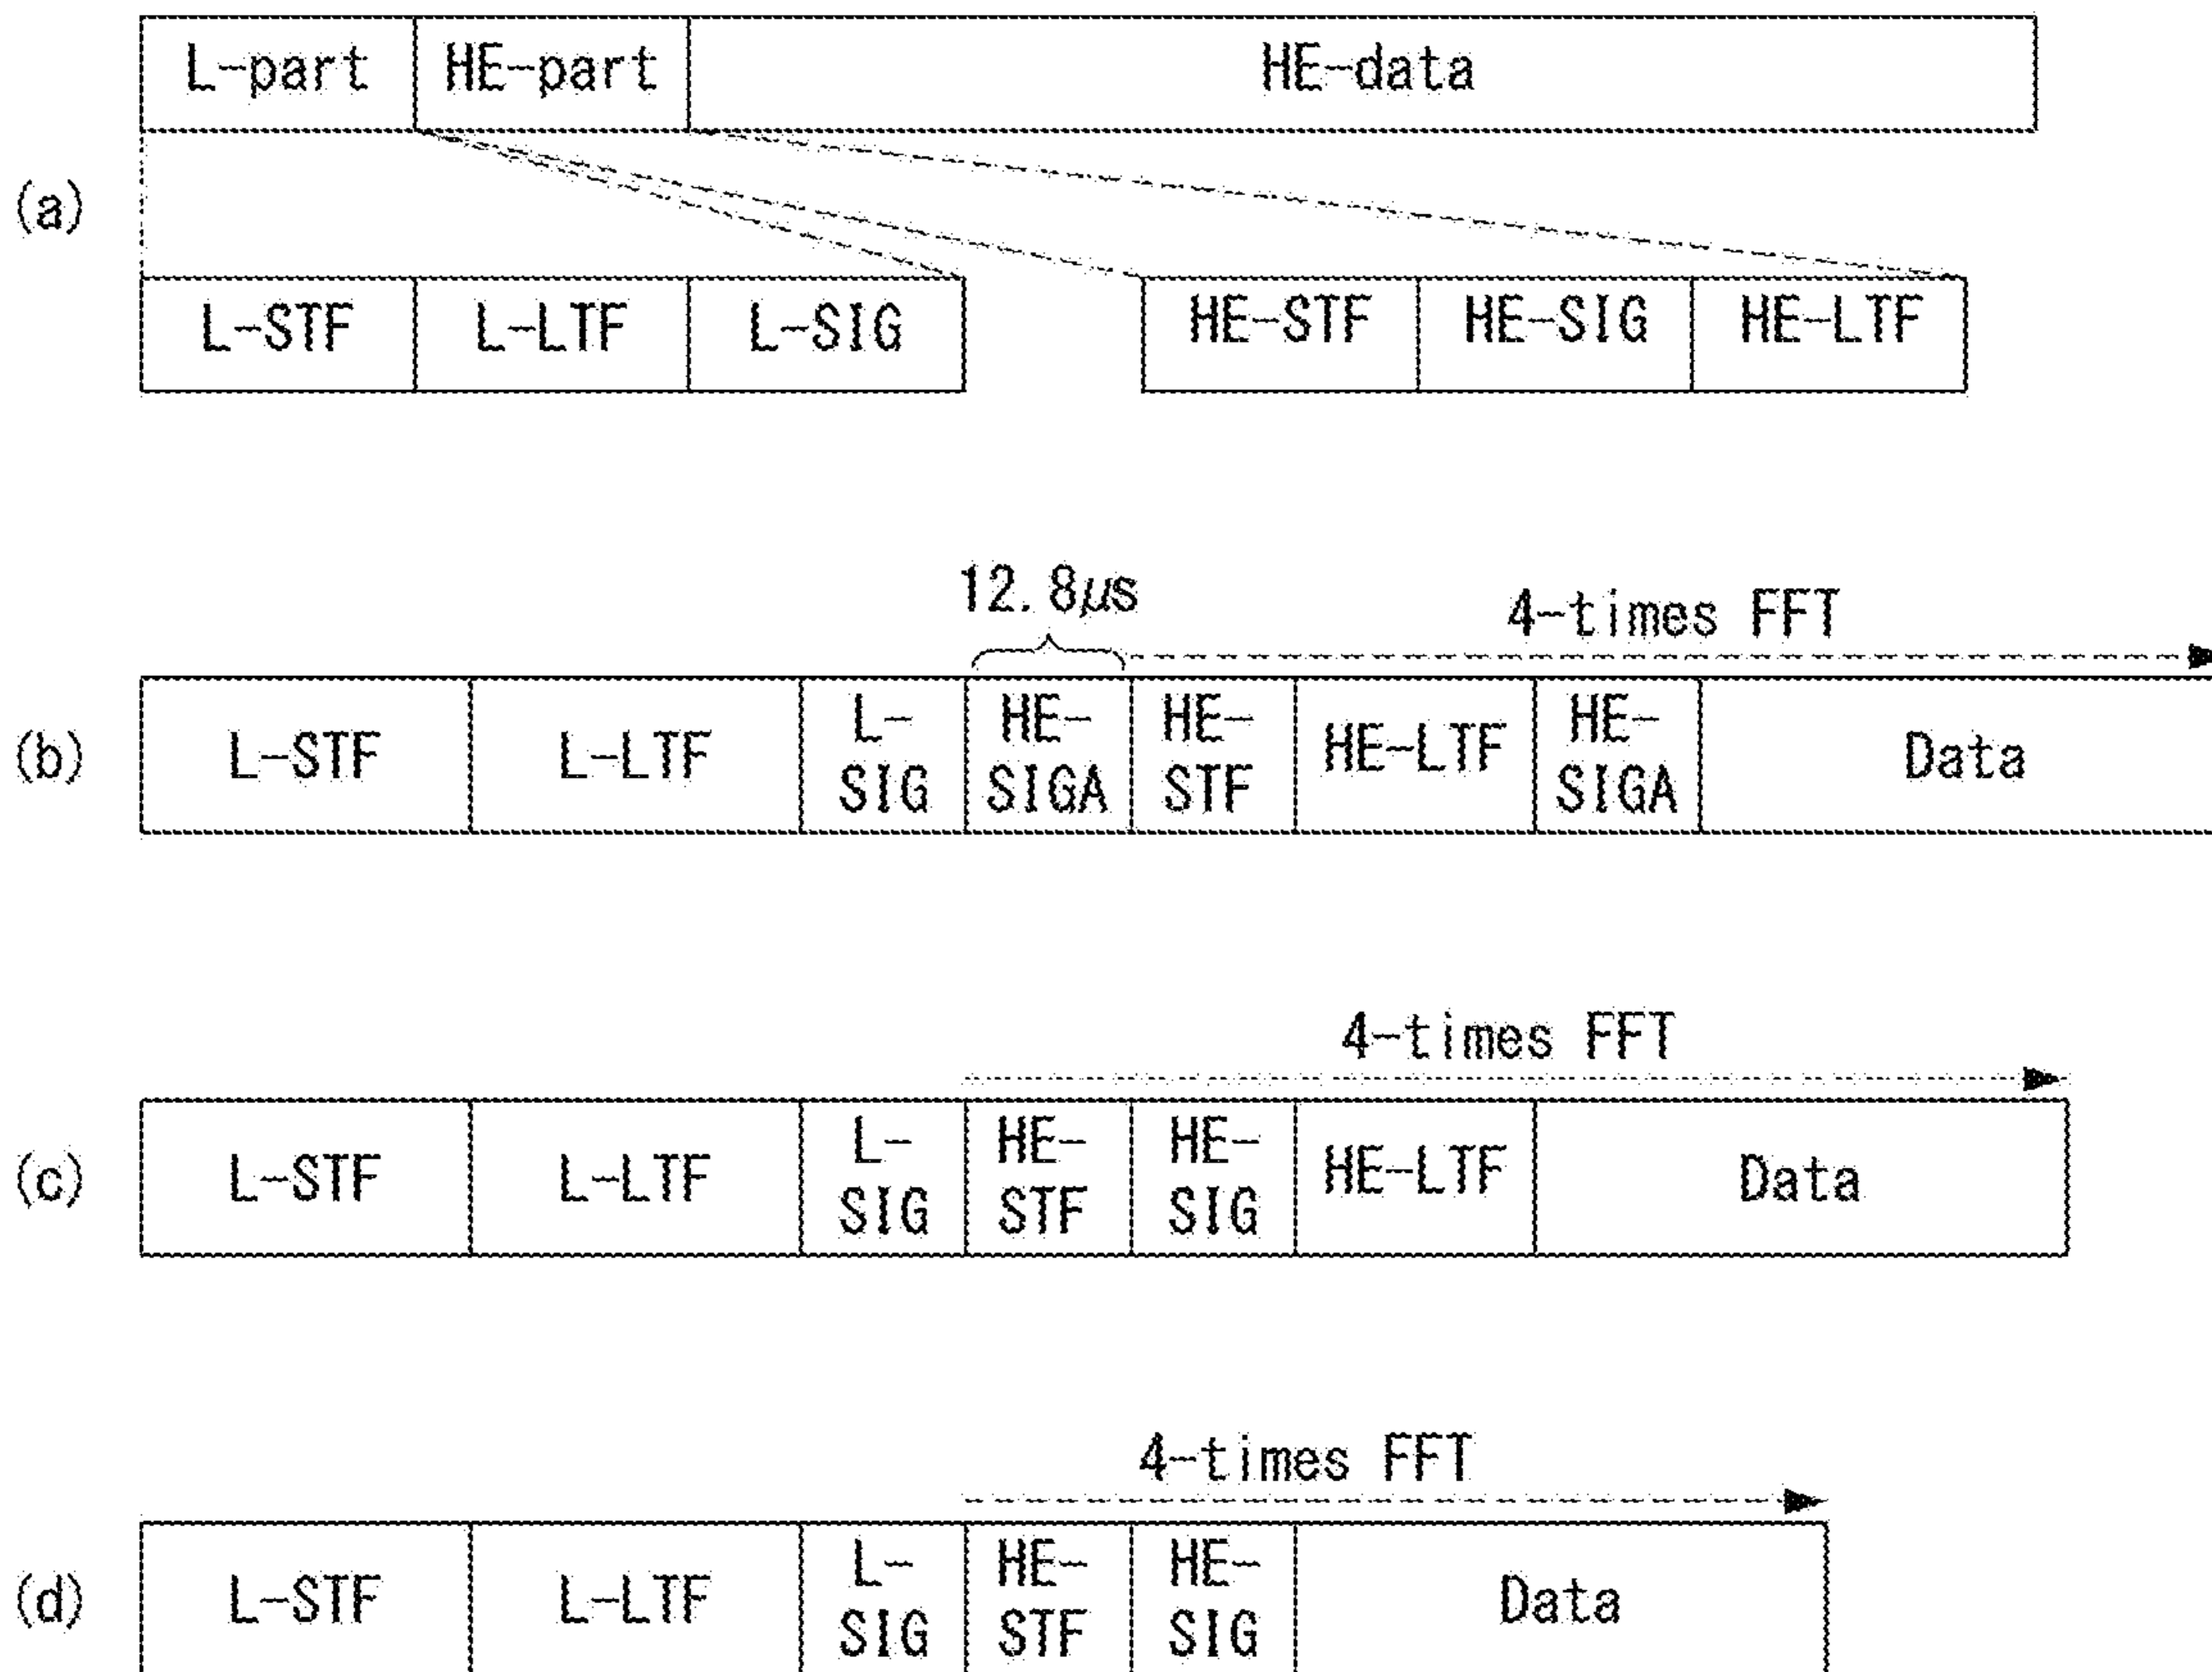 L-part HE-part HE-data
(a)
L-STF L-LTF L-SIG HE-STF HE-SIG HE-LTF
12.8μs 4-times FFT
(b) L-STF L-LTF L-SIG HE-SIGA HE-STF HE-LTF HE-SIGA Data
4-times FFT
(c) L-STF L-LTF L-SIG HE-STF HE-SIG HE-LTF Data
4-times FFT
(d) L-STF L-LTF L-SIG HE-STF HE-SIG Data